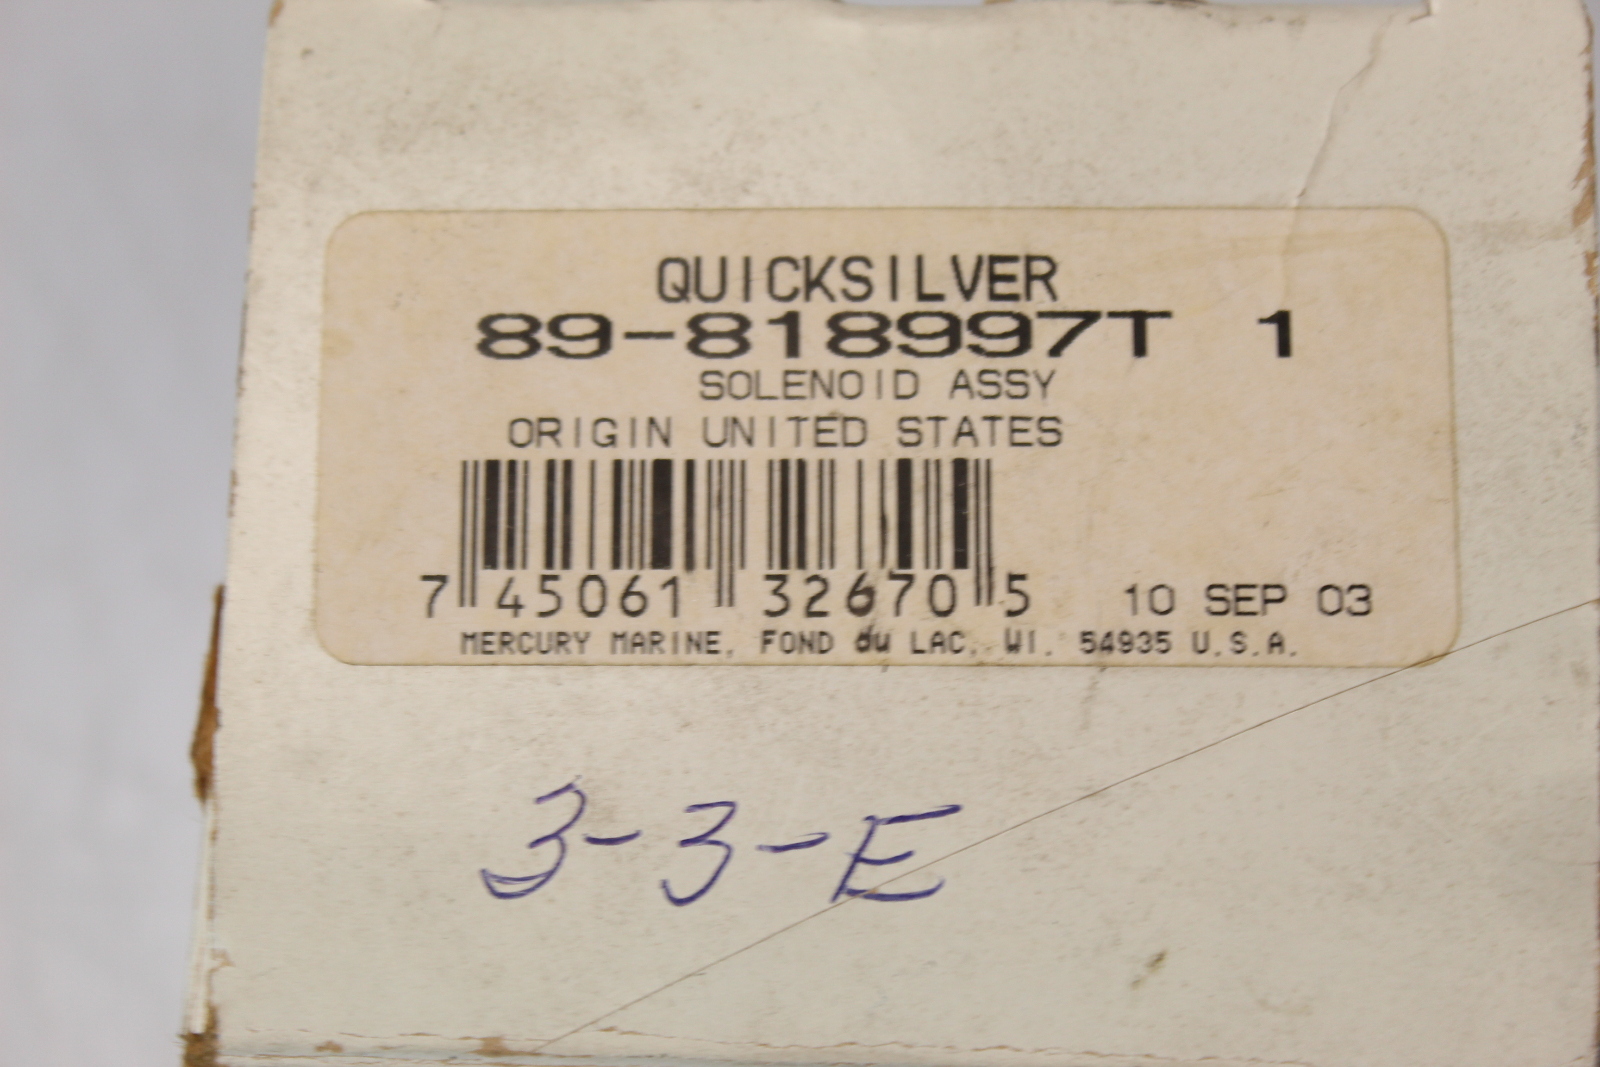 QUICKSILVER
89-818997T 1
SOLENOID ASSY
ORIGIN UNITED STATES
7 45061 32670 5 10 SEP 03
MERCURY MARINE, FOND du LAC, WI. 54935 U.S.A.
3-3-E